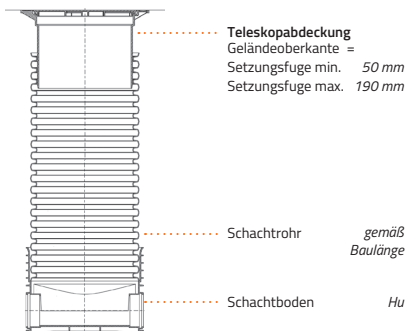 Teleskopabdeckung
Geländeoberkante =
Setzungsfuge min. 50 mm
Setzungsfuge max. 190 mm
Schachtrohr gemäß
Baulänge
Schachtboden Hu